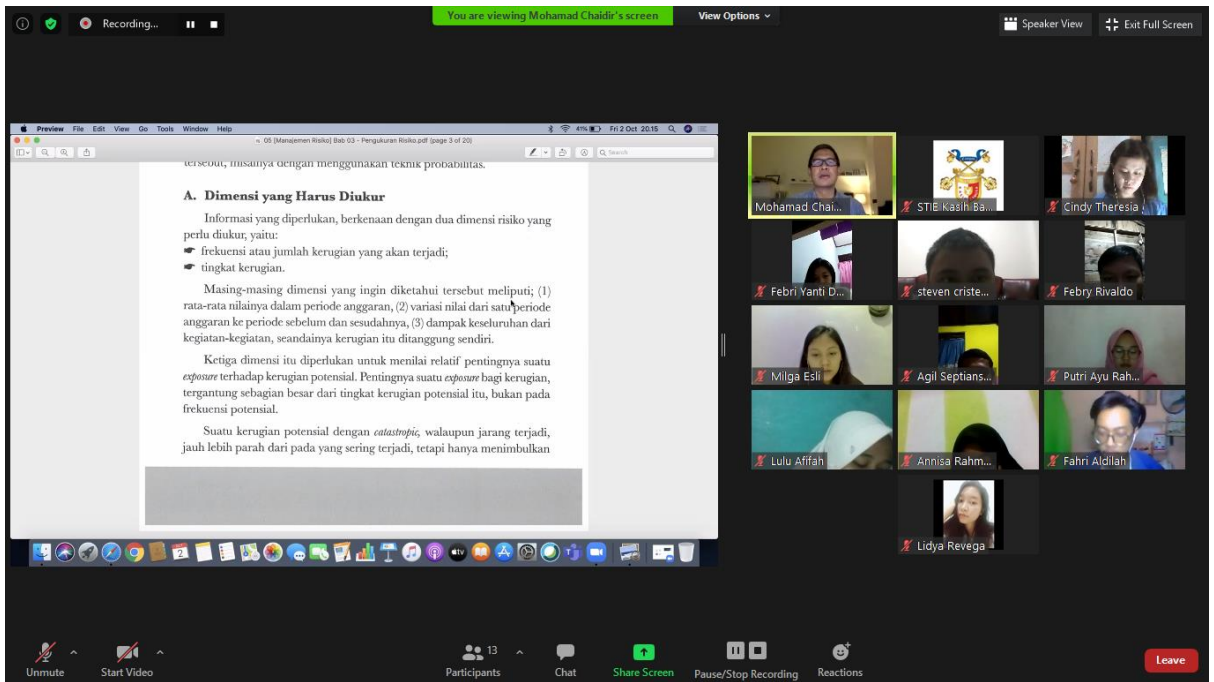 Recording...
You are viewing Mohamad Chaidir's screen
View Options
Speaker View
Exit Full Screen
Preview File Edit View Go Tools Window Help
41% Fri 2 Oct 20.15
05 [Manajemen Risiko] Bab 03 - Pengukuran Risiko.pdf (page 3 of 20)
Search
tersebut, misalnya dengan menggunakan teknik probabilitas.
A. Dimensi yang Harus Diukur
Informasi yang diperlukan, berkenaan dengan dua dimensi risiko yang
perlu diukur, yaitu:
frekuensi atau jumlah kerugian yang akan terjadi;
tingkat kerugian.
Masing-masing dimensi yang ingin diketahui tersebut meliputi; (1)
rata-rata nilainya dalam periode anggaran, (2) variasi nilai dari satu periode
anggaran ke periode sebelum dan sesudahnya, (3) dampak keseluruhan dari
kegiatan-kegiatan, seandainya kerugian itu ditanggung sendiri.
Ketiga dimensi itu diperlukan untuk menilai relatif pentingnya suatu
exposure terhadap kerugian potensial. Pentingnya suatu exposure bagi kerugian,
tergantung sebagian besar dari tingkat kerugian potensial itu, bukan pada
frekuensi potensial.
Suatu kerugian potensial dengan catastropic, walaupun jarang terjadi,
jauh lebih parah dari pada yang sering terjadi, tetapi hanya menimbulkan
Mohamad Chai...
STIE Kasih Ba...
Cindy Theresia
Febri Yanti D...
steven criste...
Febry Rivaldo
Milga Esli
Agil Septians...
Putri Ayu Rah...
Lulu Afifah
Annisa Rahm...
Fahri Aldilah
Lidya Revega
Unmute
Start Video
13
Participants
Chat
Share Screen
Pause/Stop Recording
Reactions
Leave